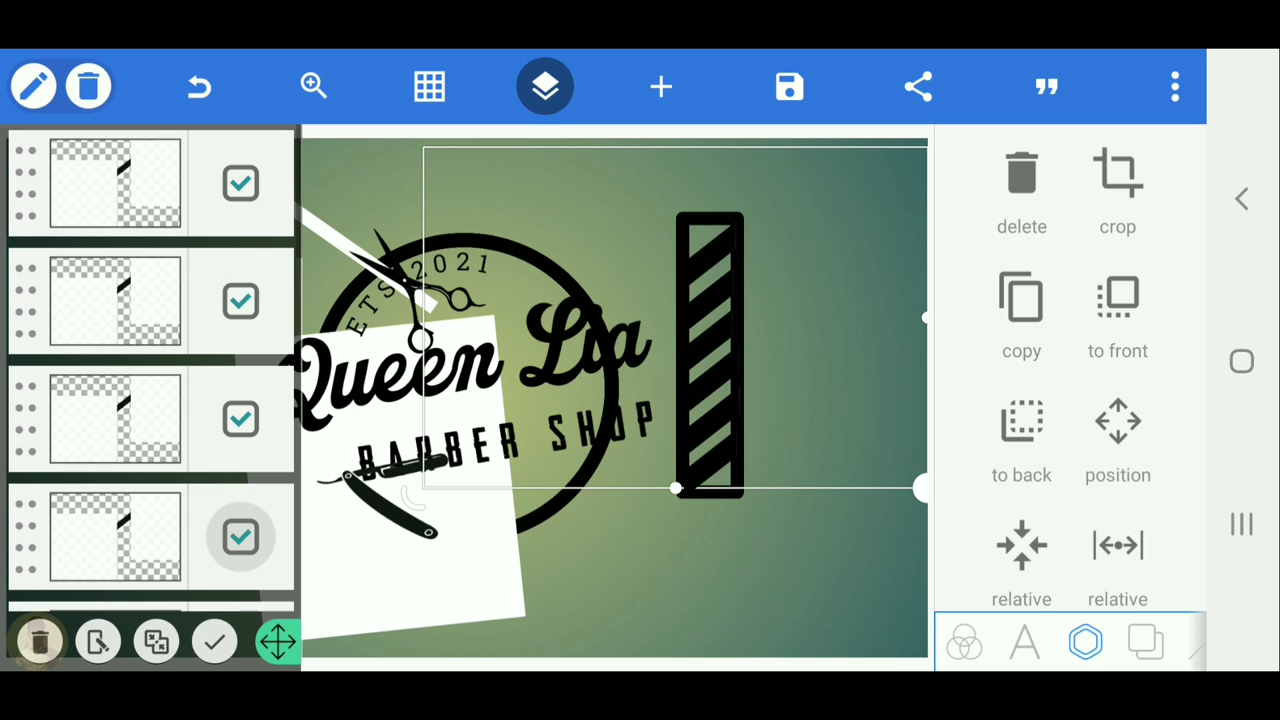 ETS 2021
Queen Lia
BARBER SHOP
delete
crop
copy
to front
to back
position
relative
relative